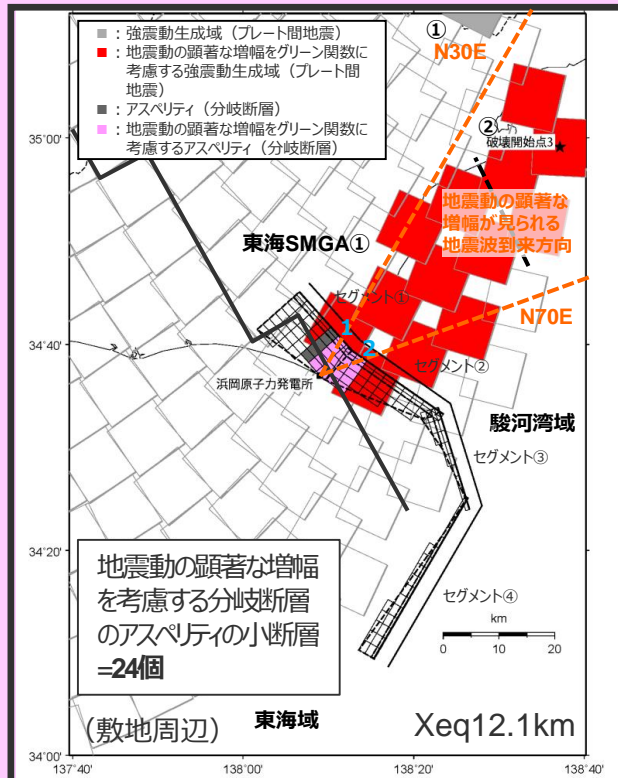 ■ : 強震動生成域（プレート間地震）
■ : 地震動の顕著な増幅をグリーン関数に
考慮する強震動生成域（プレート間
地震）
■ : アスペリティ（分岐断層）
■ : 地震動の顕著な増幅をグリーン関数に
考慮するアスペリティ（分岐断層）
①
N30E
②
破壊開始点3
★
35°00'
地震動の顕著な
増幅が見られる
地震波到来方向
東海SMGA①
セグメント①
N70E
1
2
34°40'
セグメント②
浜岡原子力発電所
駿河湾域
セグメント③
34°20'
地震動の顕著な増幅
を考慮する分岐断層
のアスペリティの小断層
=24個
セグメント④
km
0 10 20
（敷地周辺）
東海域
Xeq12.1km
34°00'
137°40' 138°00' 138°20' 138°40'